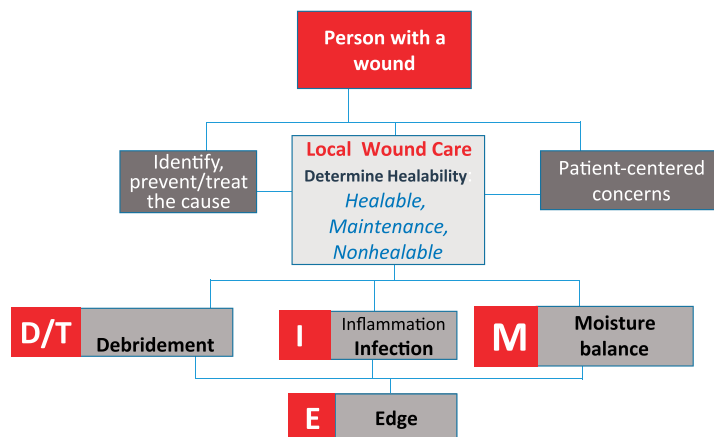 Person with a
wound
Identify,
prevent/treat
the cause
Local Wound Care
Determine Healability:
Healable,
Maintenance,
Nonhealable
Patient-centered
concerns
D/T
Debridement
I
Inflammation
Infection
M
Moisture
balance
E
Edge